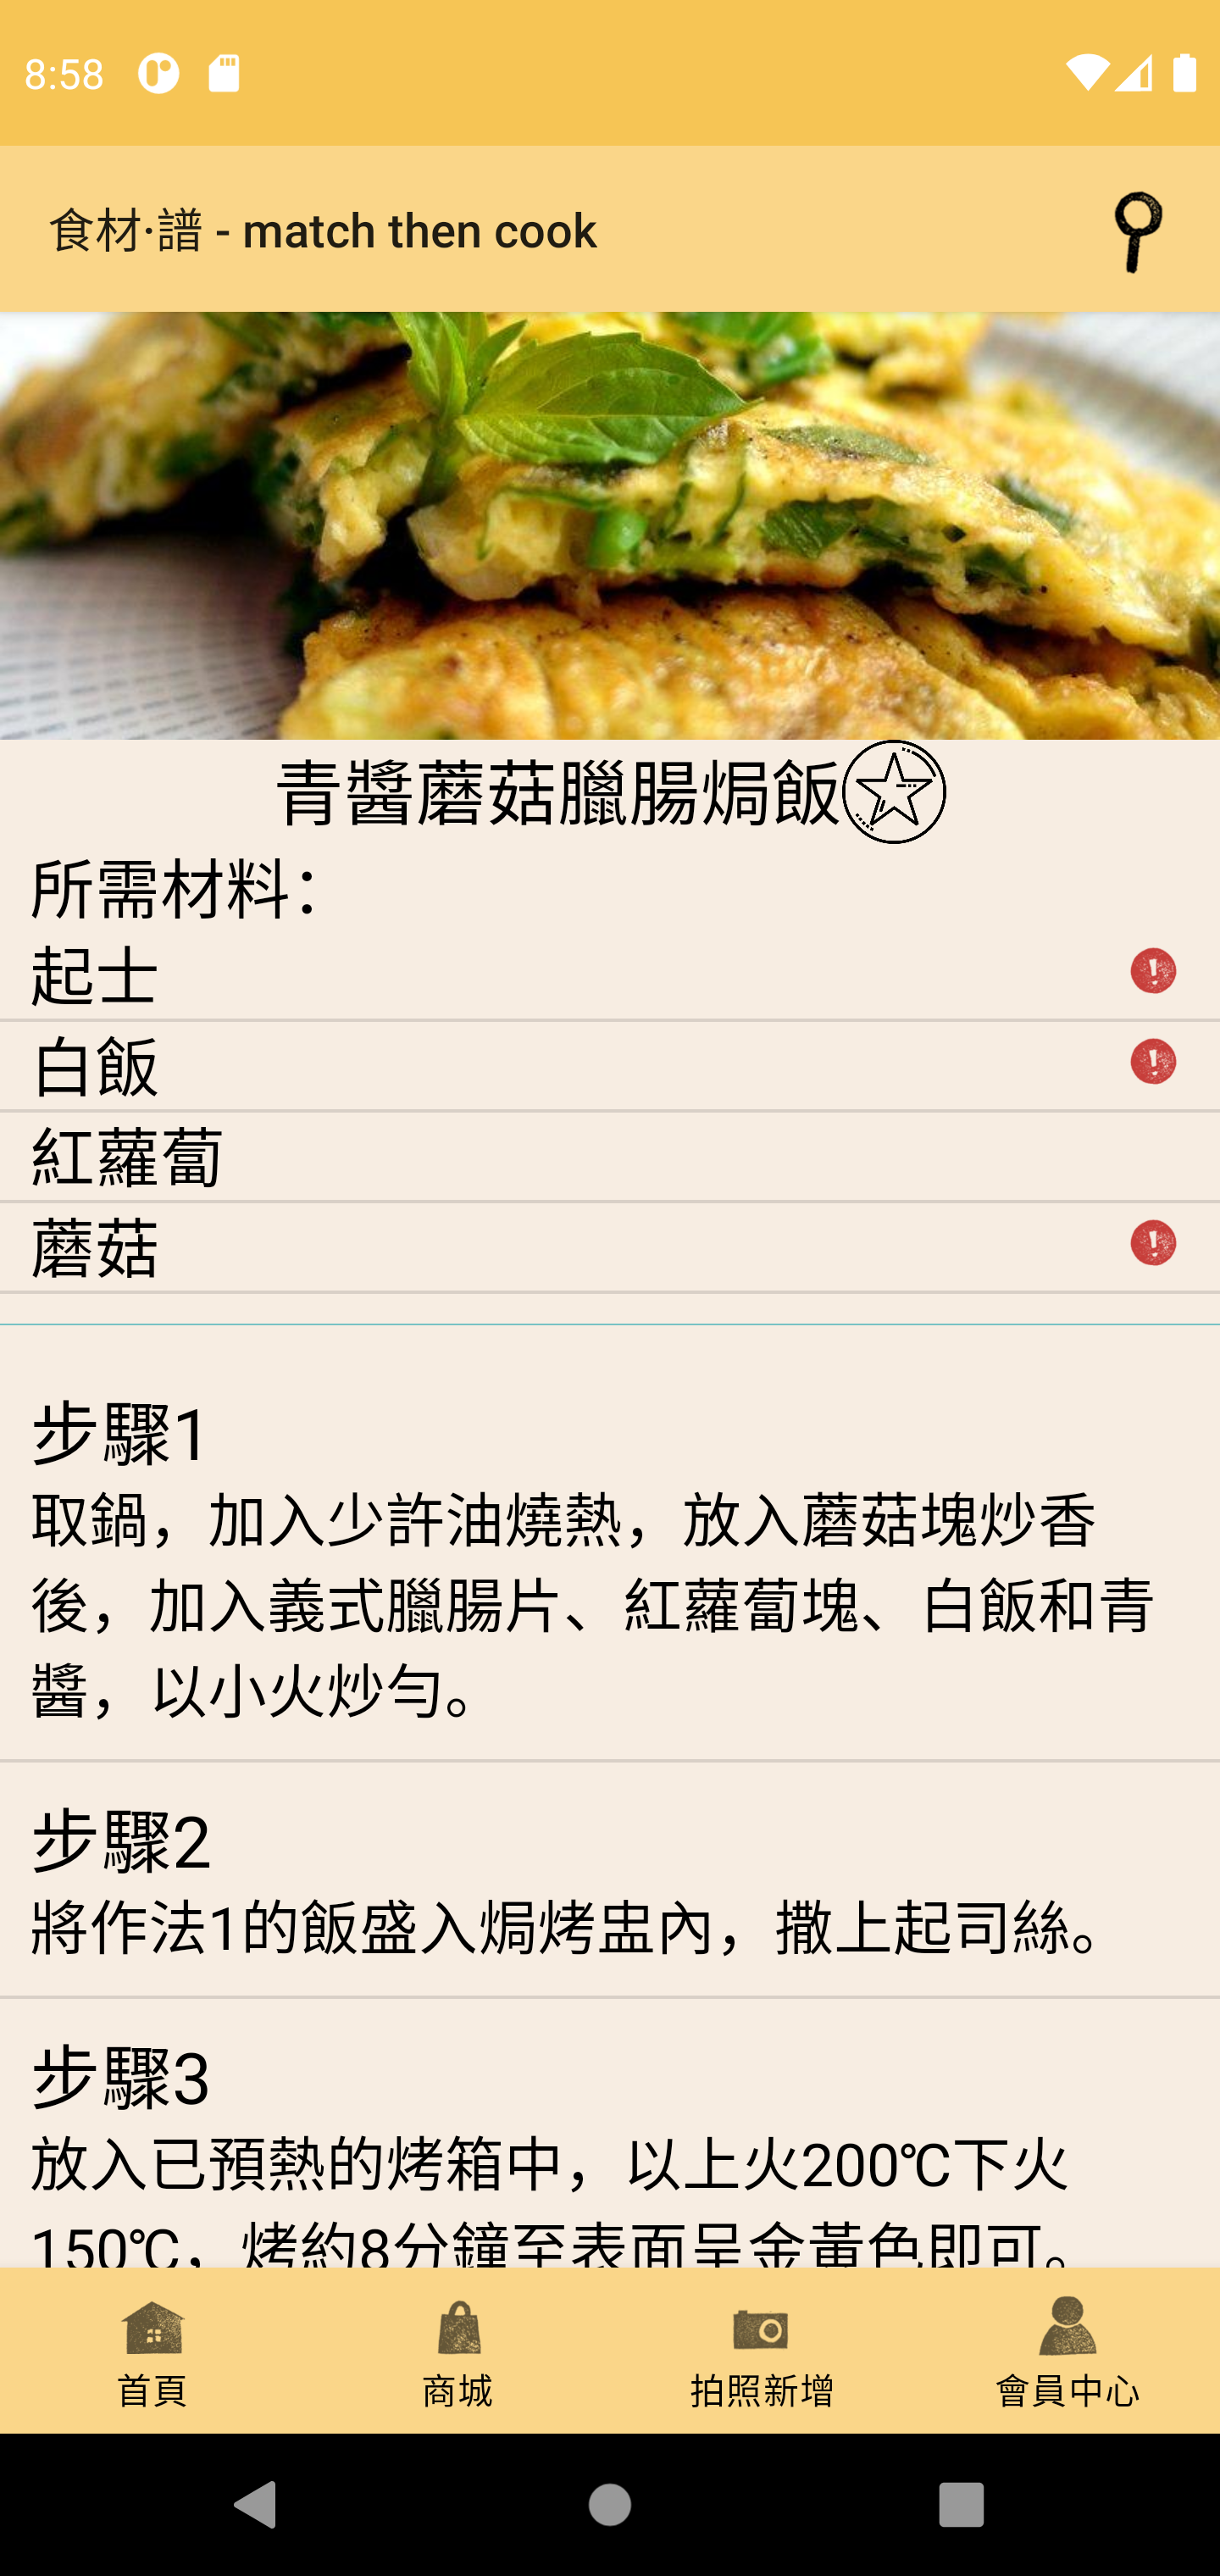 8:58
食材·譜 - match then cook
青醬蘑菇臘腸焗飯
所需材料：
起士
白飯
紅蘿蔔
蘑菇
步驟1
取鍋，加入少許油燒熱，放入蘑菇塊炒香
後，加入義式臘腸片、紅蘿蔔塊、白飯和青
醬，以小火炒勻。
步驟2
將作法1的飯盛入焗烤盅內，撒上起司絲。
步驟3
放入已預熱的烤箱中，以上火200℃下火
150℃，烤約8分鐘至表面呈金黃色即可。
首頁
商城
拍照新增
會員中心